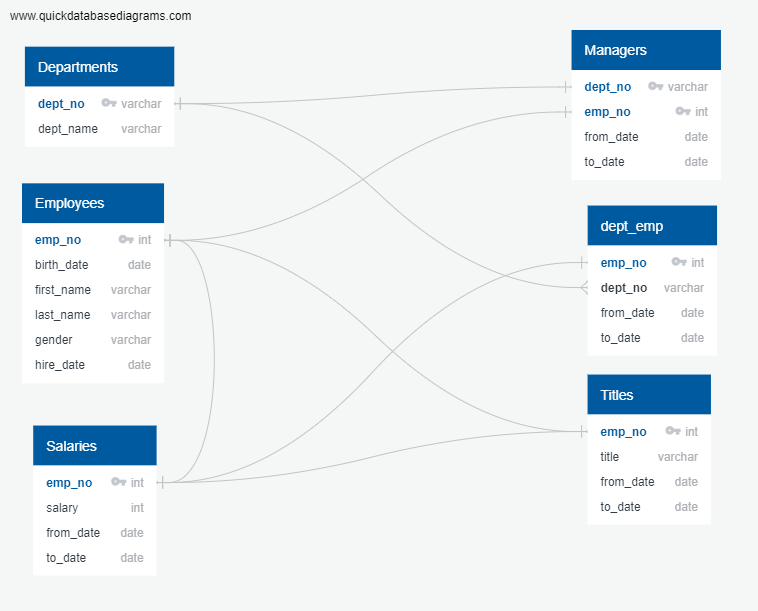 www.quickdatabasediagrams.com
Departments
dept_no varchar
dept_name varchar
Employees
emp_no int
birth_date date
first_name varchar
last_name varchar
gender varchar
hire_date date
Salaries
emp_no int
salary int
from_date date
to_date date
Managers
dept_no varchar
emp_no int
from_date date
to_date date
dept_emp
emp_no int
dept_no varchar
from_date date
to_date date
Titles
emp_no int
title varchar
from_date date
to_date date